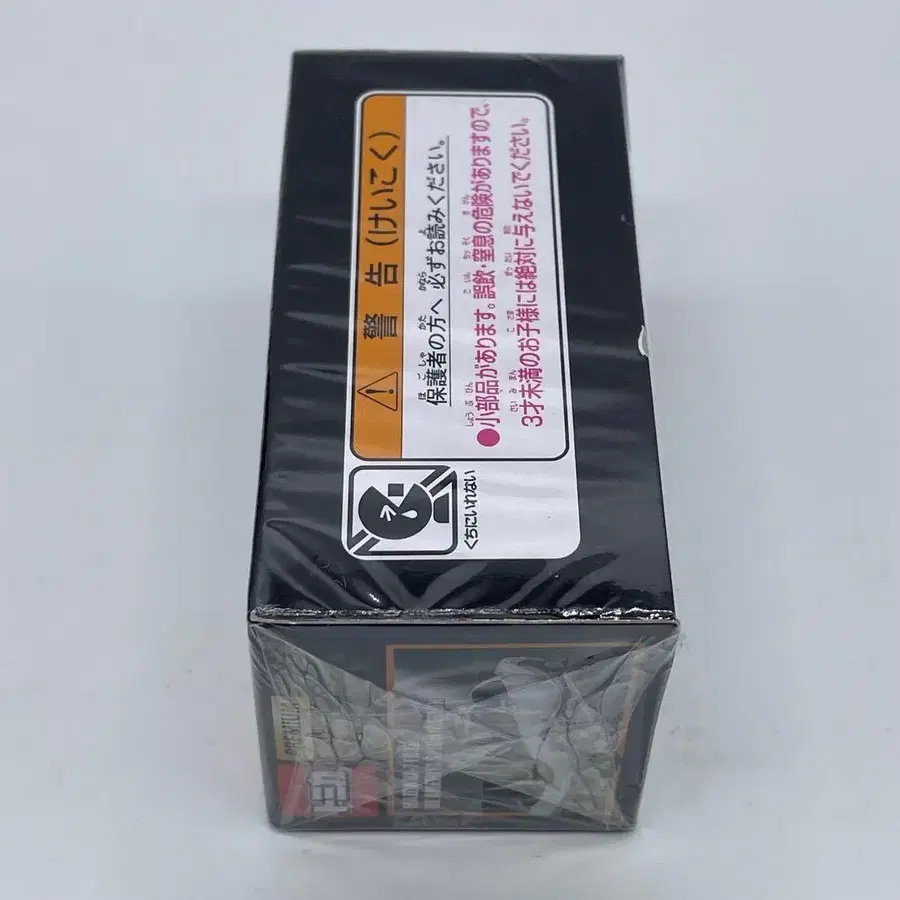 警告(けいこく)
保護者の方へ 必ずお読みください。
●小部品があります。誤飲・窒息の危険がありますので、
3才未満のお子様には絶対に与えないでください。
くちにいれない
PREMIUM